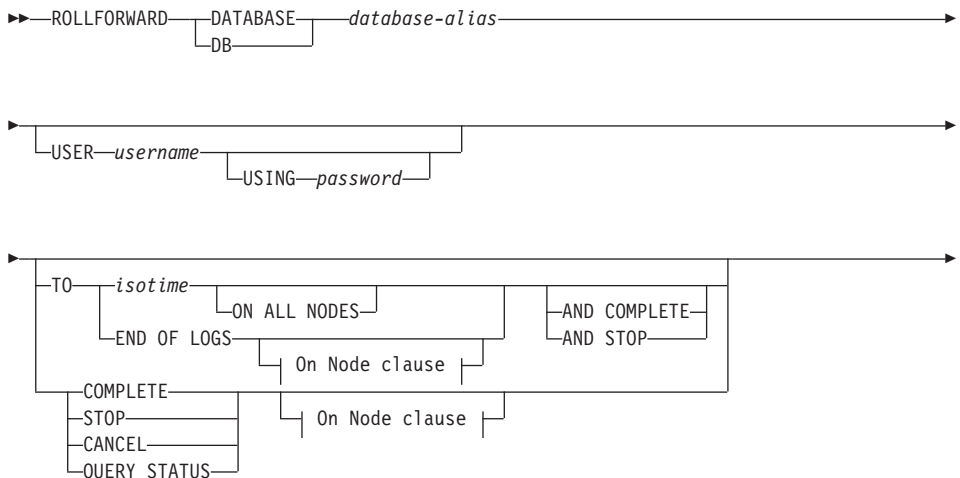 ROLLFORWARD DATABASE database-alias
DB
USER username
USING password
TO isotime
ON ALL NODES AND COMPLETE
END OF LOGS AND STOP
On Node clause
COMPLETE
STOP On Node clause
CANCEL
QUERY STATUS